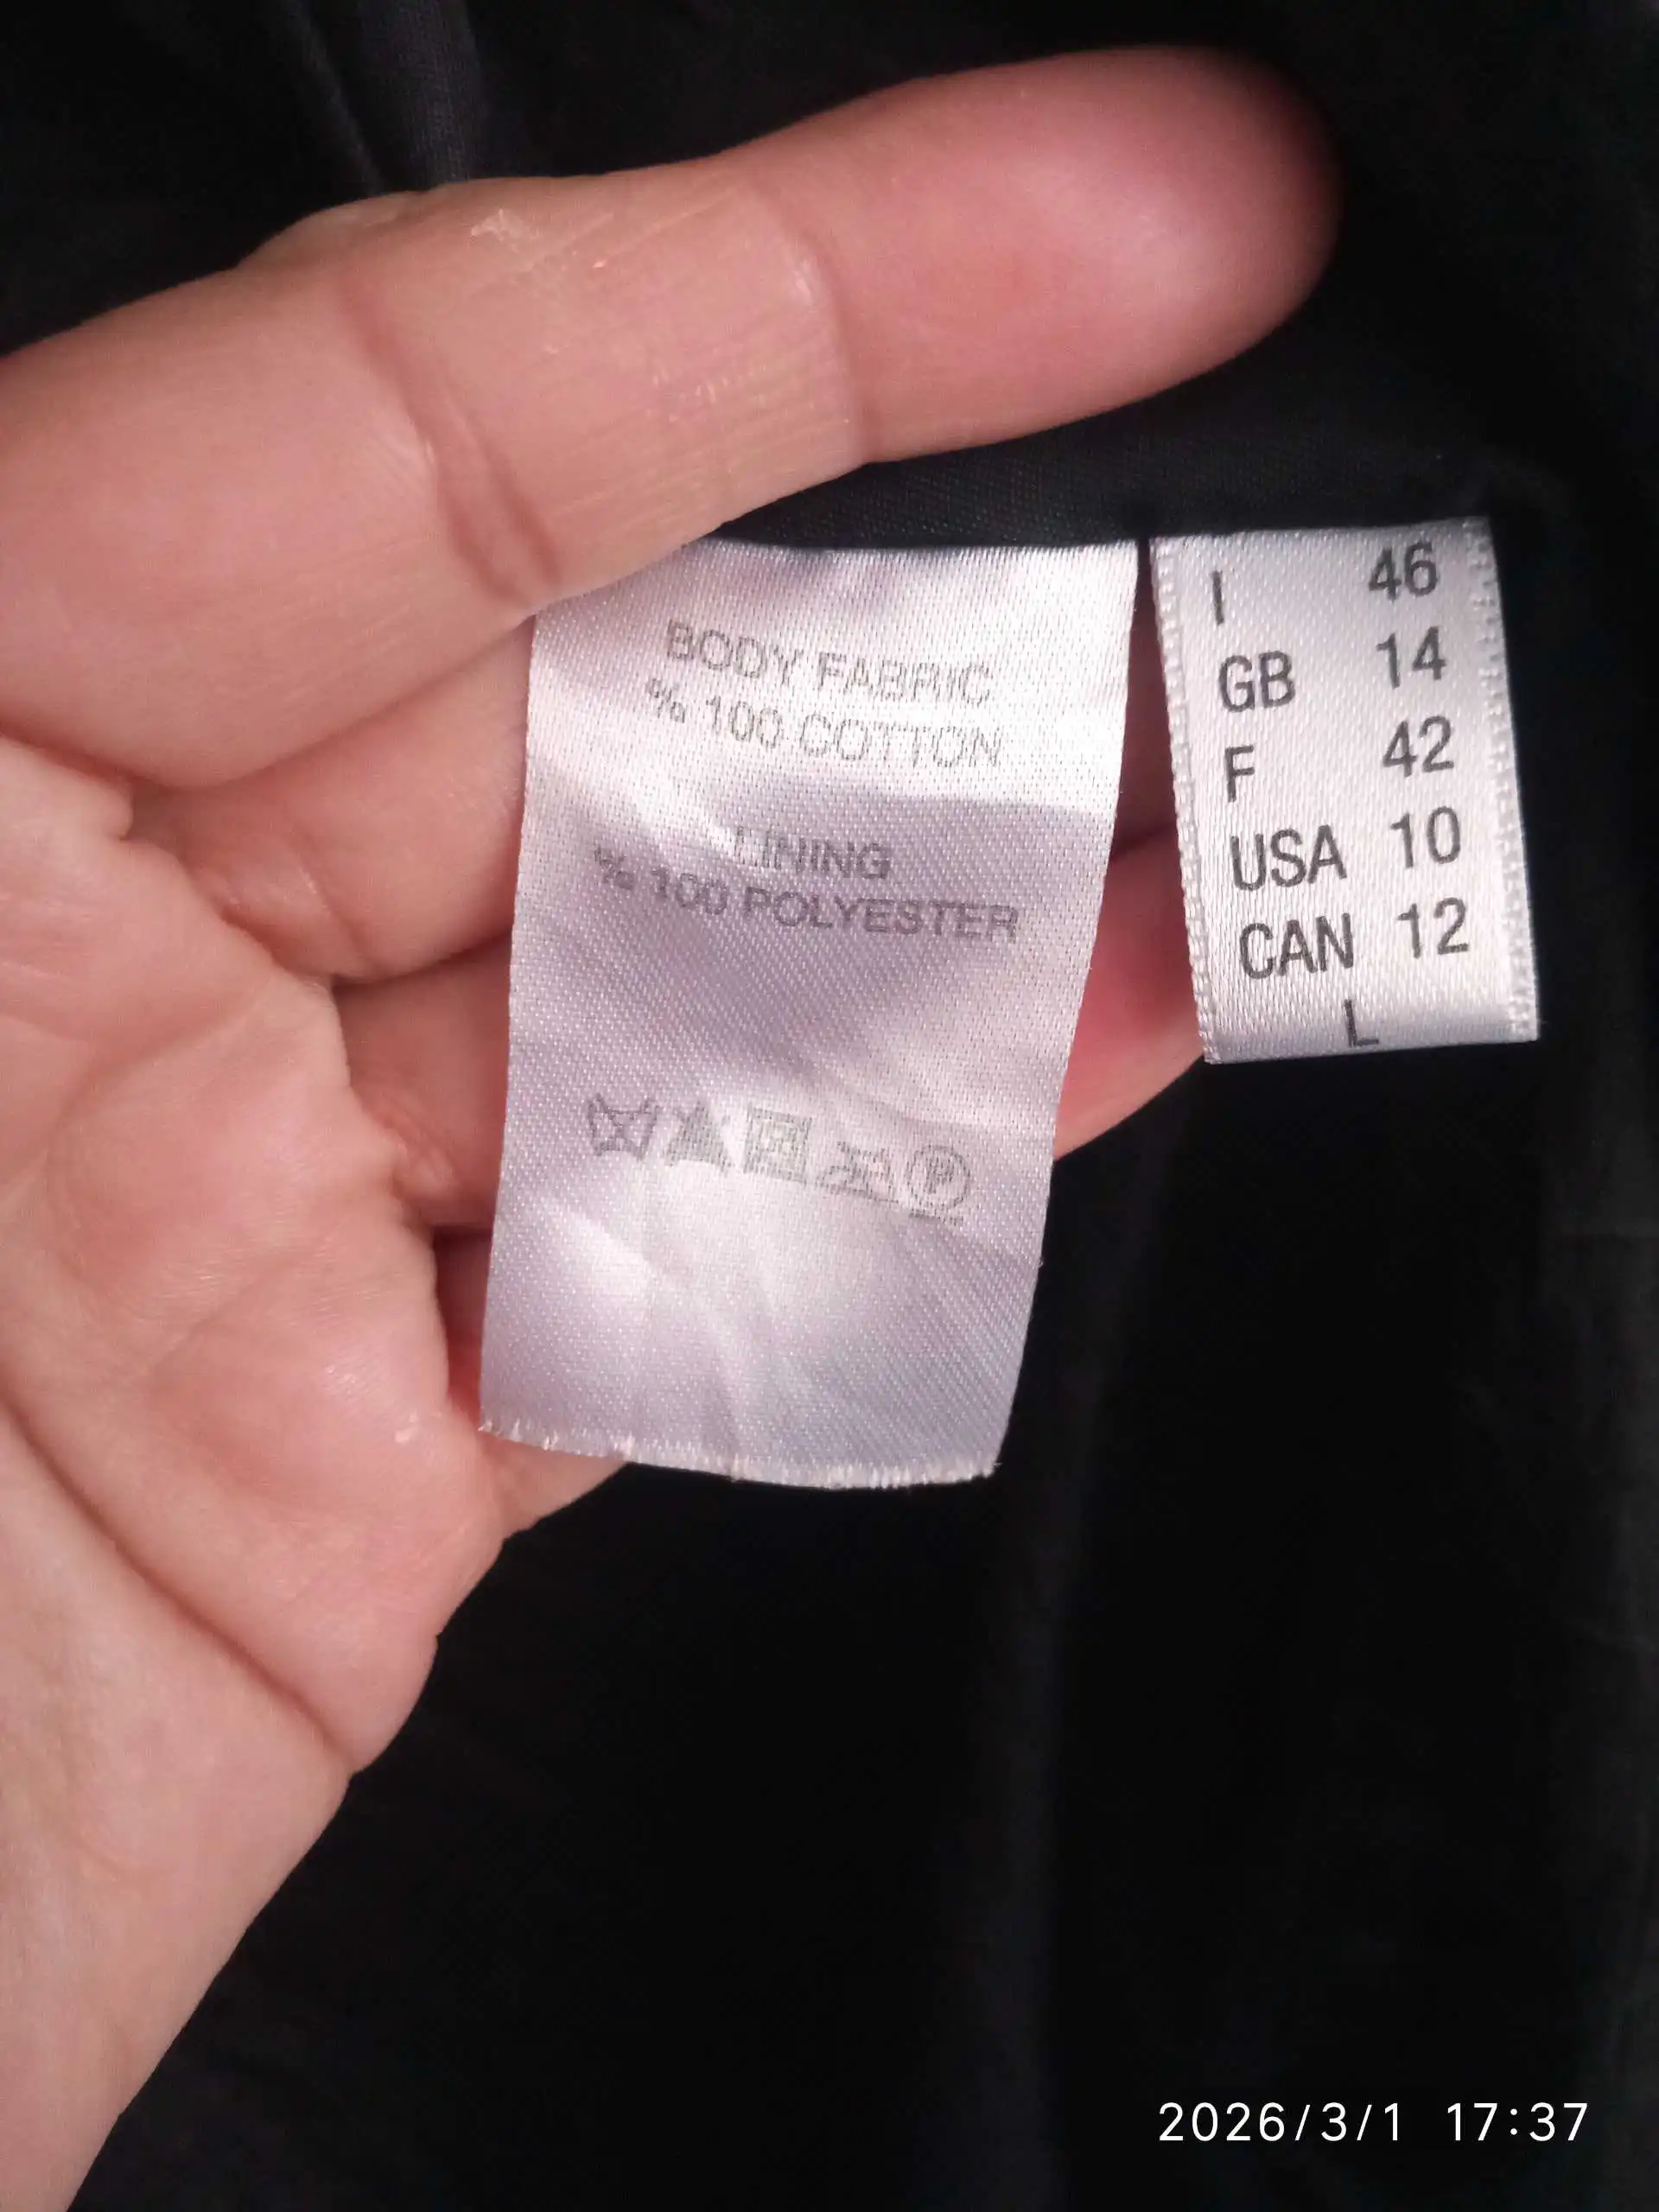 BODY FABRIC
% 100 COTTON
LINING
% 100 POLYESTER
P
I 46
GB 14
F 42
USA 10
CAN 12
L
2026/3/1 17:37